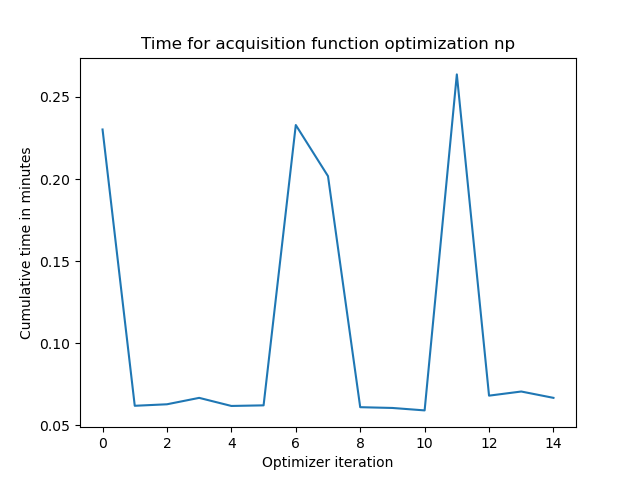 Time for acquisition function optimization np
Cumulative time in minutes
0.25
0.20
0.15
0.10
0.05
0 2 4 6 8 10 12 14
Optimizer iteration